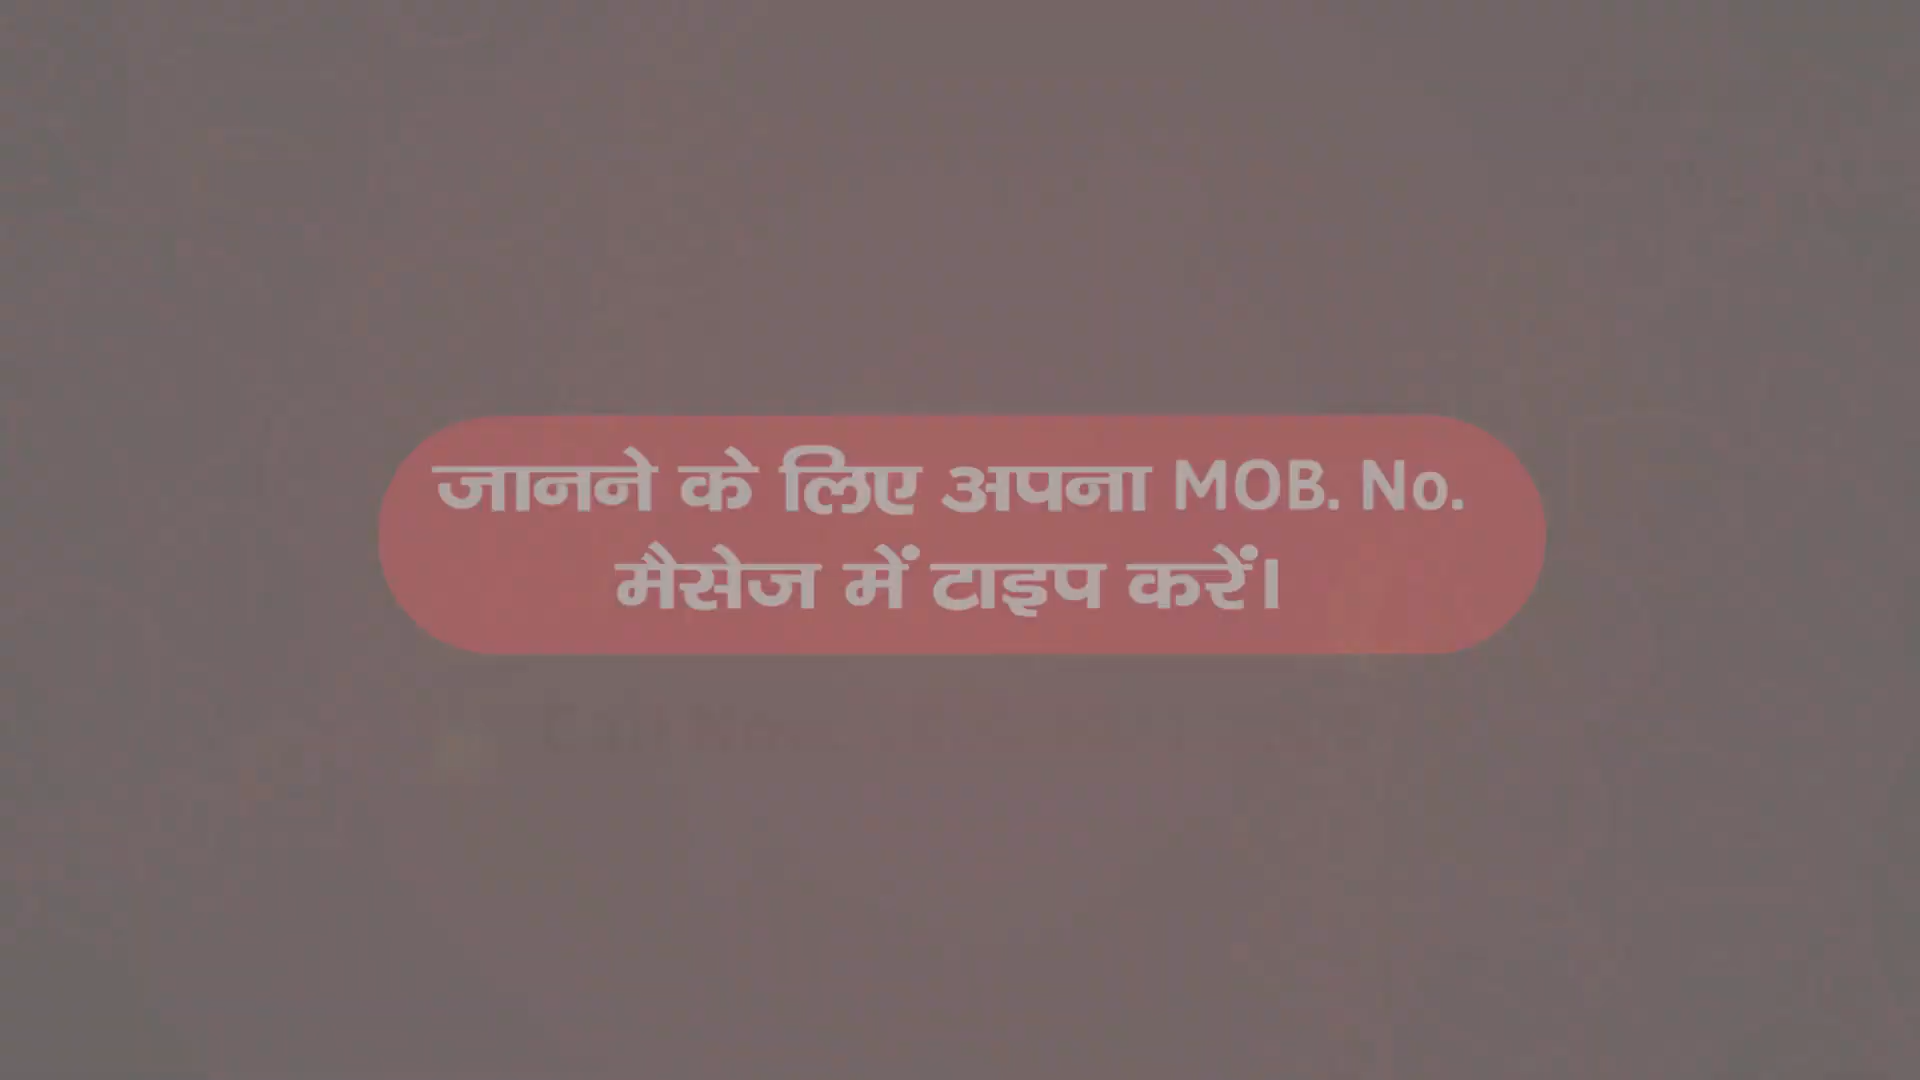 जानने के लिए अपना MOB. No.
मैसेज में टाइप करें।